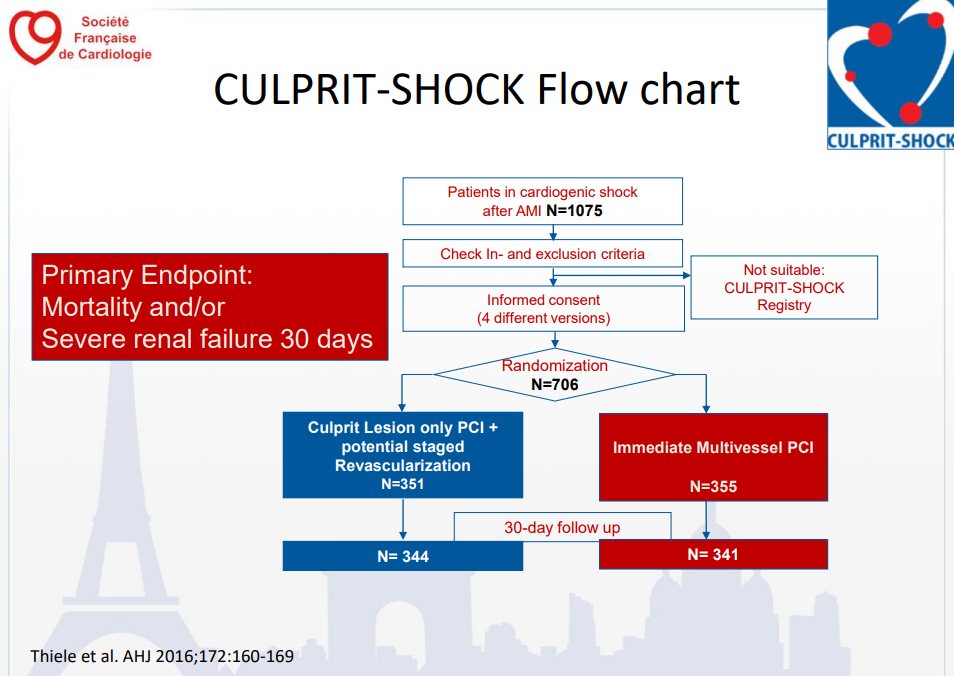 Société
Française
de Cardiologie
CULPRIT-SHOCK Flow chart
CULPRIT-SHOCK
Patients in cardiogenic shock
after AMI N=1075
Check In- and exclusion criteria
Not suitable:
CULPRIT-SHOCK
Registry
Primary Endpoint:
Mortality and/or
Severe renal failure 30 days
Informed consent
(4 different versions)
Randomization
N=706
Culprit Lesion only PCI +
potential staged
Revascularization
N=351
Immediate Multivessel PCI
N=355
30-day follow up
N= 344
N= 341
Thiele et al. AHJ 2016;172:160-169